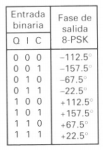 Entrada binaria Fase de salida 8-PSK
Q I C
0 0 0 −112.5°
0 0 1 −157.5°
0 1 0 −67.5°
0 1 1 −22.5°
1 0 0 +112.5°
1 0 1 +157.5°
1 1 0 +67.5°
1 1 1 +22.5°